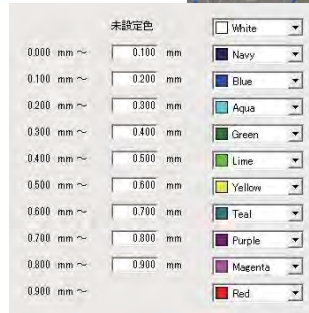 未設定色 White
0.000 mm ～ 0.100 mm Navy
0.100 mm ～ 0.200 mm Blue
0.200 mm ～ 0.300 mm Aqua
0.300 mm ～ 0.400 mm Green
0.400 mm ～ 0.500 mm Lime
0.500 mm ～ 0.600 mm Yellow
0.600 mm ～ 0.700 mm Teal
0.700 mm ～ 0.800 mm Purple
0.800 mm ～ 0.900 mm Magenta
0.900 mm ～ Red